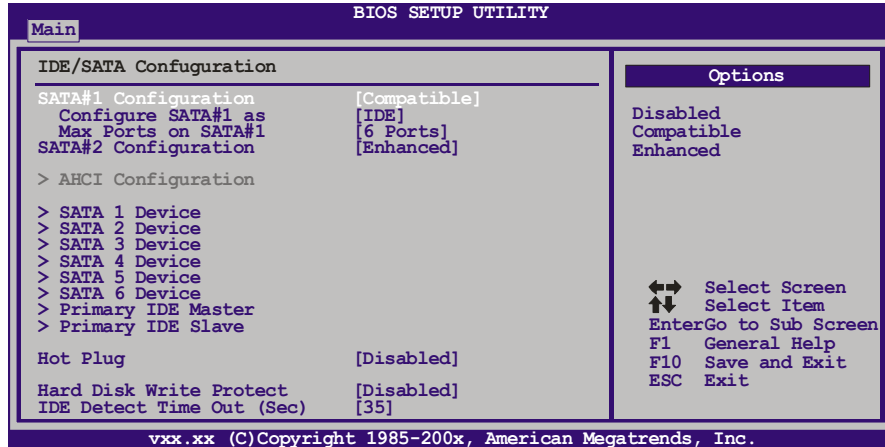 BIOS SETUP UTILITY
Main
IDE/SATA Confuguration
SATA#1 Configuration [Compatible]
Configure SATA#1 as [IDE]
Max Ports on SATA#1 [6 Ports]
SATA#2 Configuration [Enhanced]
> AHCI Configuration
> SATA 1 Device
> SATA 2 Device
> SATA 3 Device
> SATA 4 Device
> SATA 5 Device
> SATA 6 Device
> Primary IDE Master
> Primary IDE Slave
Hot Plug [Disabled]
Hard Disk Write Protect [Disabled]
IDE Detect Time Out (Sec) [35]
Options
Disabled
Compatible
Enhanced
Select Screen
Select Item
EnterGo to Sub Screen
F1 General Help
F10 Save and Exit
ESC Exit
vxx.xx (C)Copyright 1985-200x, American Megatrends, Inc.